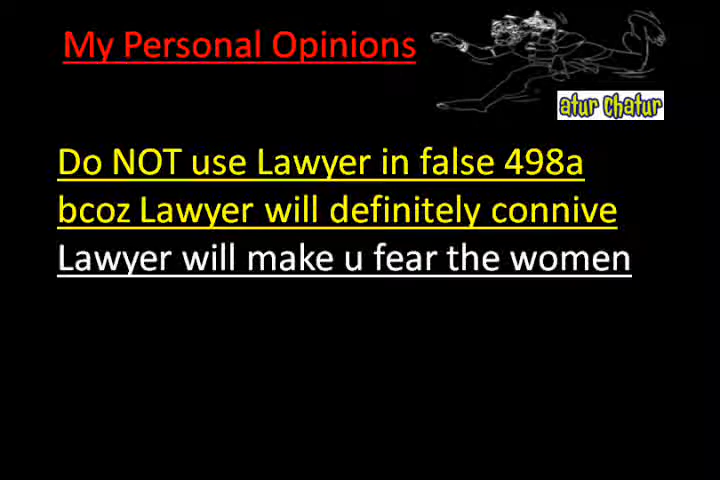 My Personal Opinions
atur chatur
Do NOT use Lawyer in false 498a
bcoz Lawyer will definitely connive
Lawyer will make u fear the women